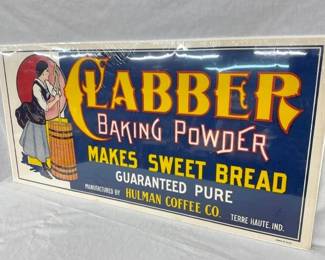 CLABBER
BAKING POWDER
MAKES SWEET BREAD
GUARANTEED PURE
MANUFACTURED BY HULMAN COFFEE CO. TERRE HAUTE, IND.